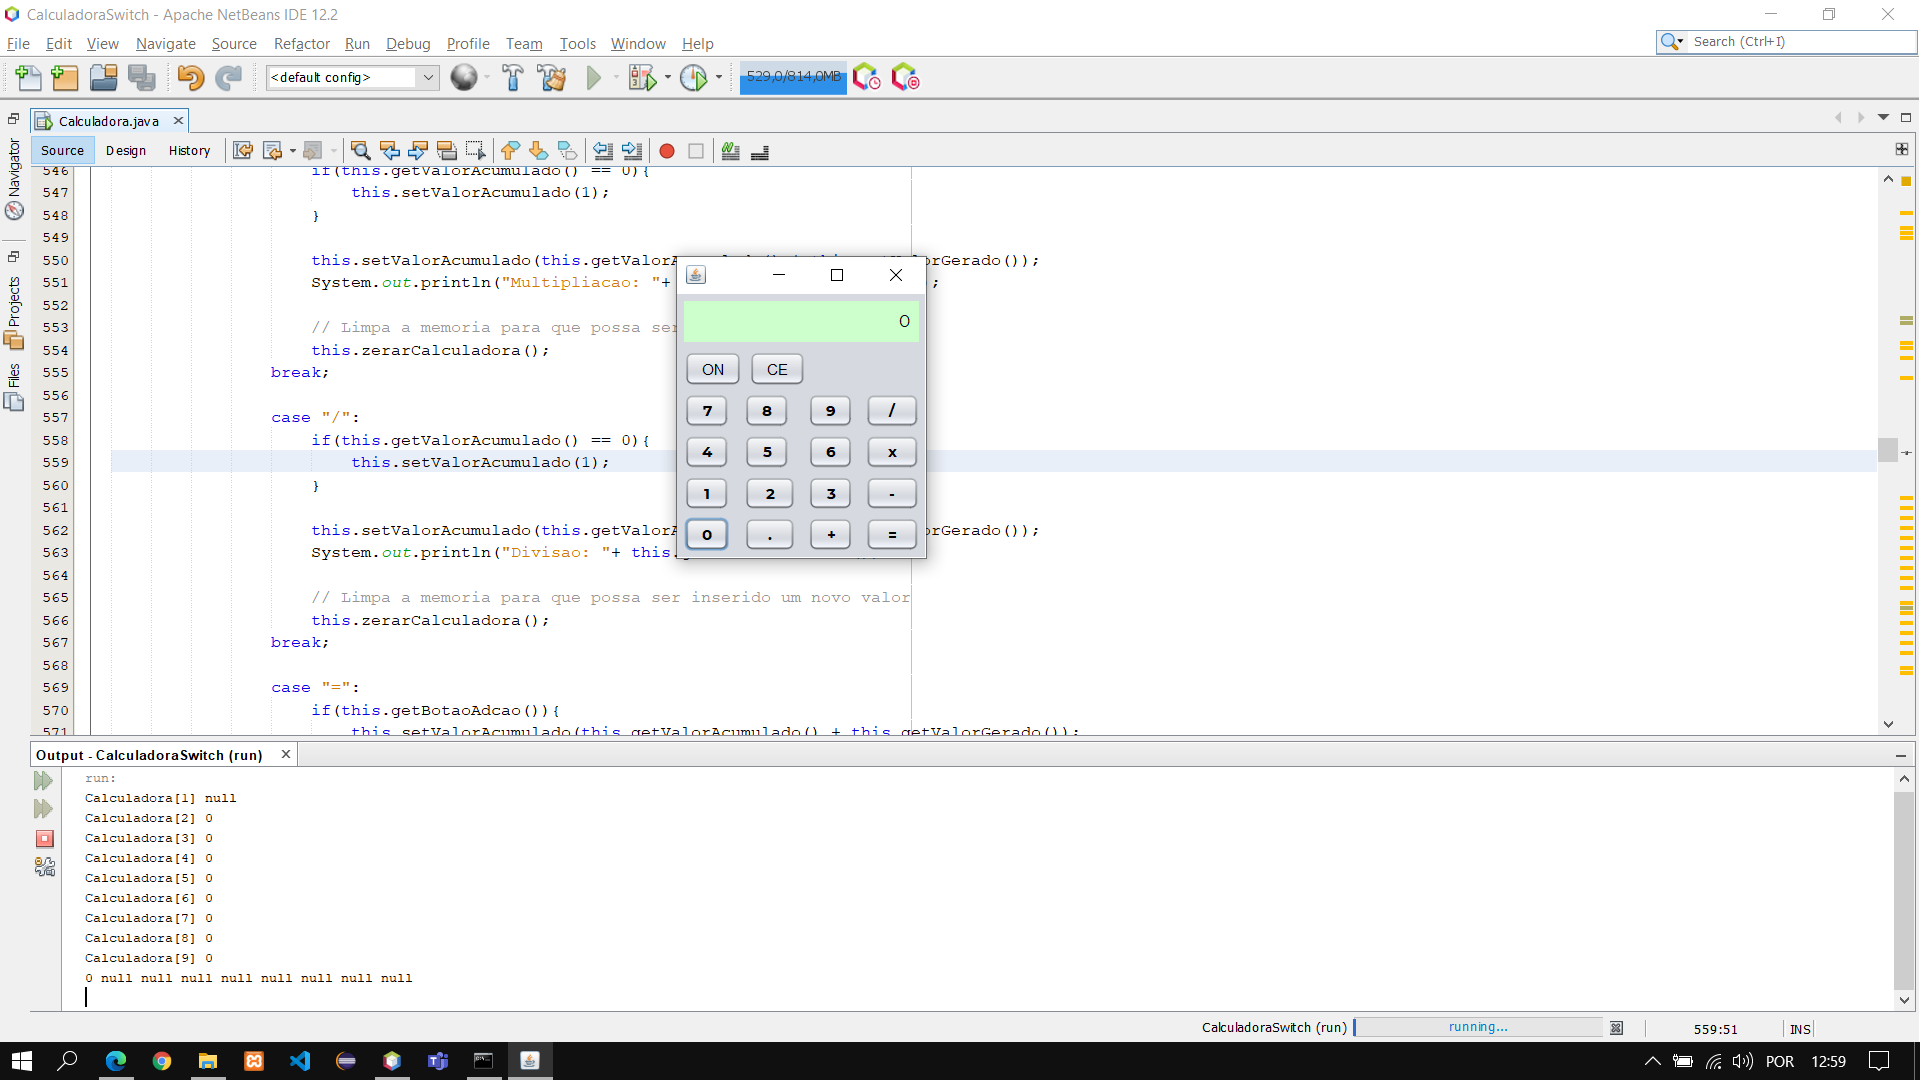 CalculadoraSwitch - Apache NetBeans IDE 12.2
File Edit View Navigate Source Refactor Run Debug Profile Team Tools Window Help
Search (Ctrl+I)
<default config>
529,0/814,0MB
Calculadora.java
Source Design History
Navigator
Projects
Files
546 if(this.getValorAcumulado() == 0){
547 this.setValorAcumulado(1);
548 }
549
550 this.setValorAcumulado(this.getValorGerado());
551 System.out.println("Multipliacao: "+ ;
552
553 // Limpa a memoria para que possa ser
554 this.zerarCalculadora();
555 break;
556
557 case "/":
558 if(this.getValorAcumulado() == 0){
559 this.setValorAcumulado(1);
560 }
561
562 this.setValorAcumulado(this.getValorA orGerado());
563 System.out.println("Divisao: "+ this.
564
565 // Limpa a memoria para que possa ser inserido um novo valor
566 this.zerarCalculadora();
567 break;
568
569 case "=":
570 if(this.getBotaoAdcao()){
571 this.setValorAcumulado(this.getValorAcumulado() + this.getValorGerado());
0
ON CE
7 8 9 /
4 5 6 x
1 2 3 -
0 . + =
Output - CalculadoraSwitch (run)
run:
Calculadora[1] null
Calculadora[2] 0
Calculadora[3] 0
Calculadora[4] 0
Calculadora[5] 0
Calculadora[6] 0
Calculadora[7] 0
Calculadora[8] 0
Calculadora[9] 0
0 null null null null null null null null
CalculadoraSwitch (run) running... 559:51 INS
POR 12:59